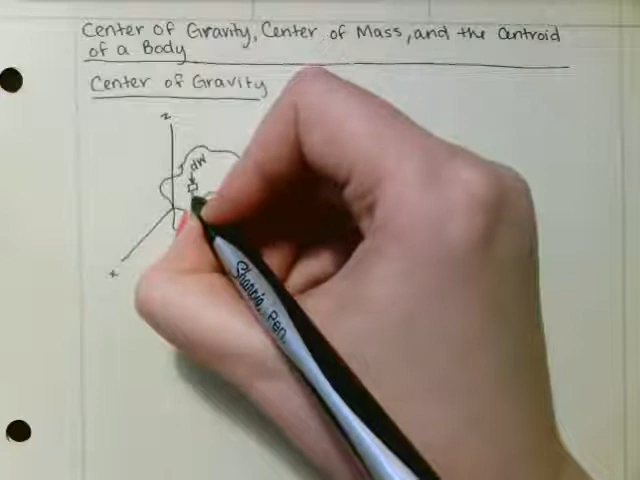 Center of Gravity, Center of Mass, and the Centroid
of a Body
Center of Gravity
z
dW
x
Sharpie Pen